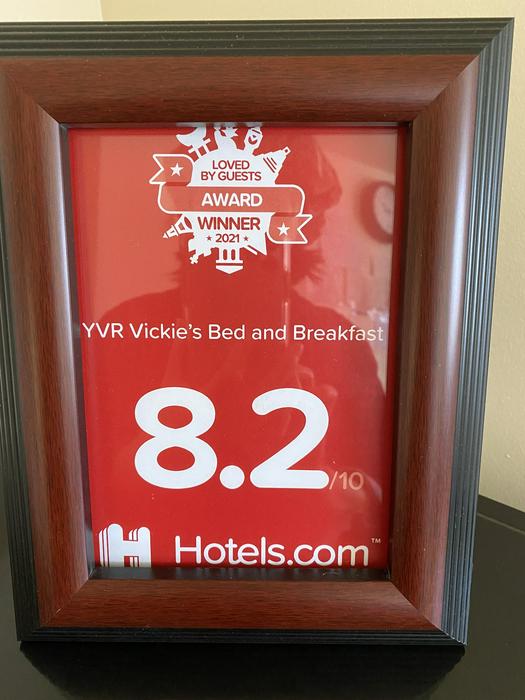 LOVED
BY GUESTS
AWARD
WINNER
2021
YVR Vickie's Bed and Breakfast
8.2/10
Hotels.com™